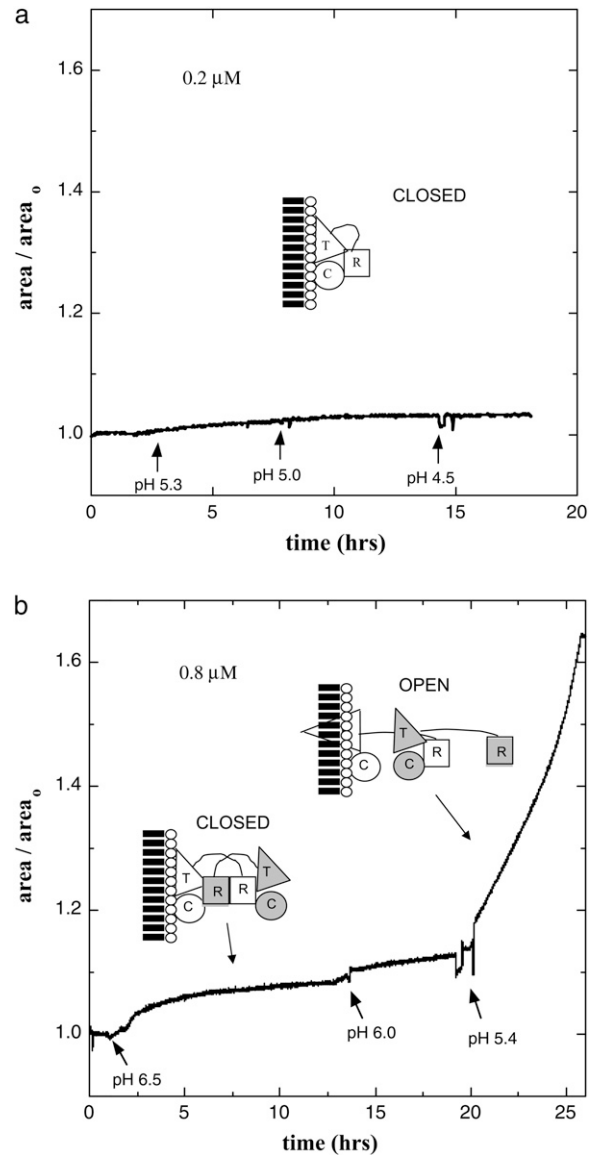 a
1.6
0.2 µM
1.4
CLOSED
T
R
C
area / area o
1.2
1.0
pH 5.3
pH 5.0
pH 4.5
0 5 10 15 20
time (hrs)
b
1.6
0.8 µM
OPEN
T
C R R
C
1.4
area / area o
CLOSED
T T
R R
C C
1.2
1.0
pH 6.5
pH 6.0
pH 5.4
0 5 10 15 20 25
time (hrs)